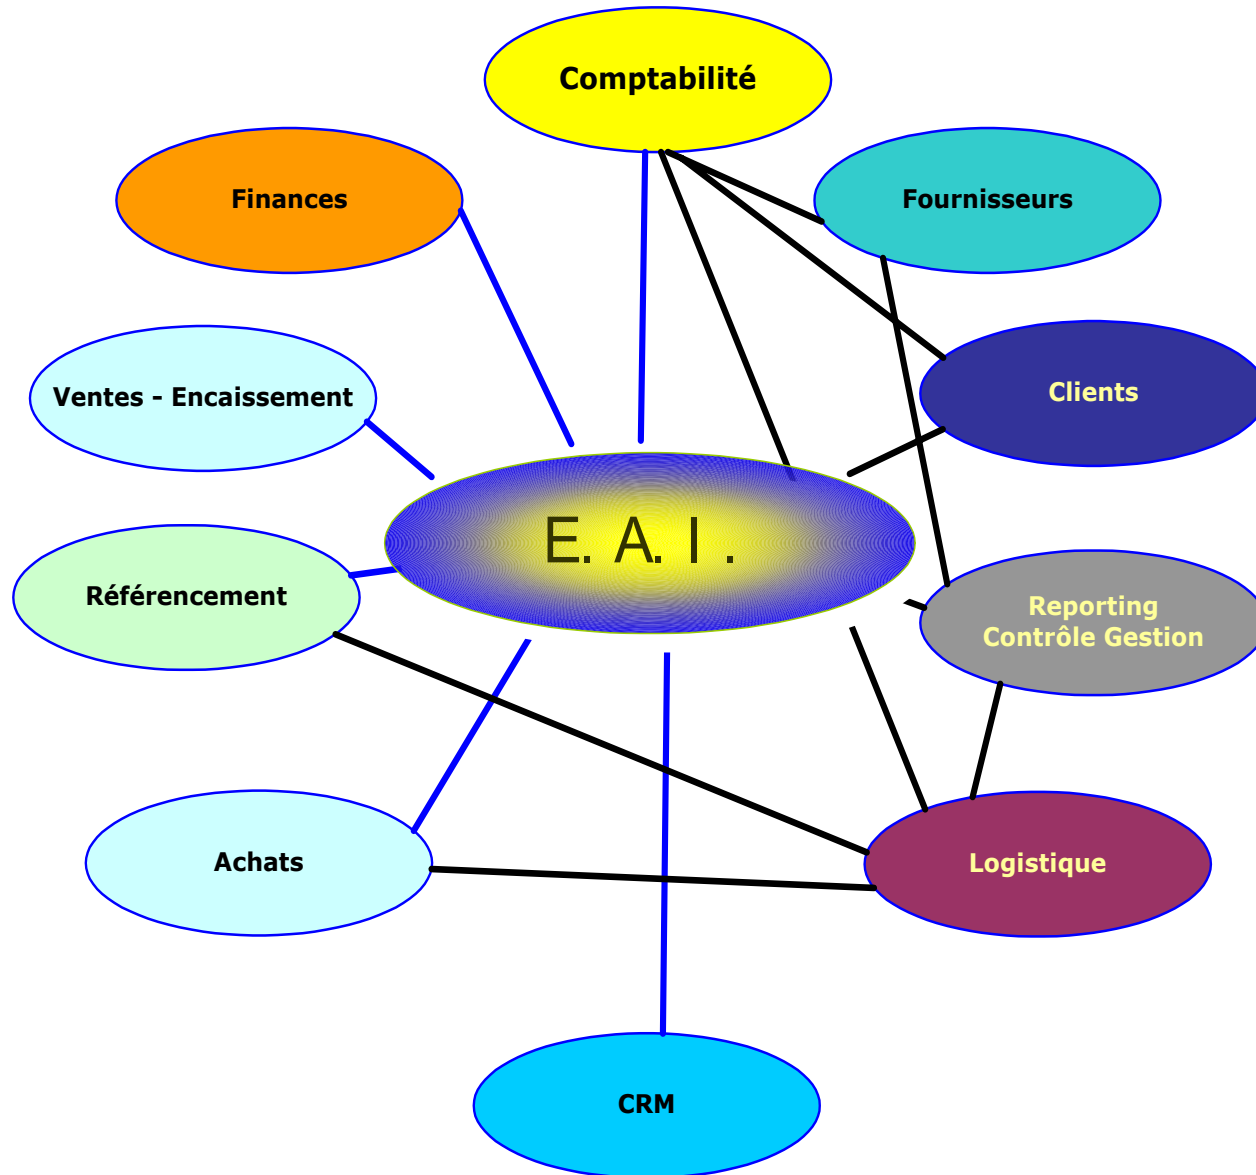 Comptabilité
Finances
Fournisseurs
Ventes - Encaissement
Clients
E. A. I .
Référencement
Reporting
Contrôle Gestion
Achats
Logistique
CRM